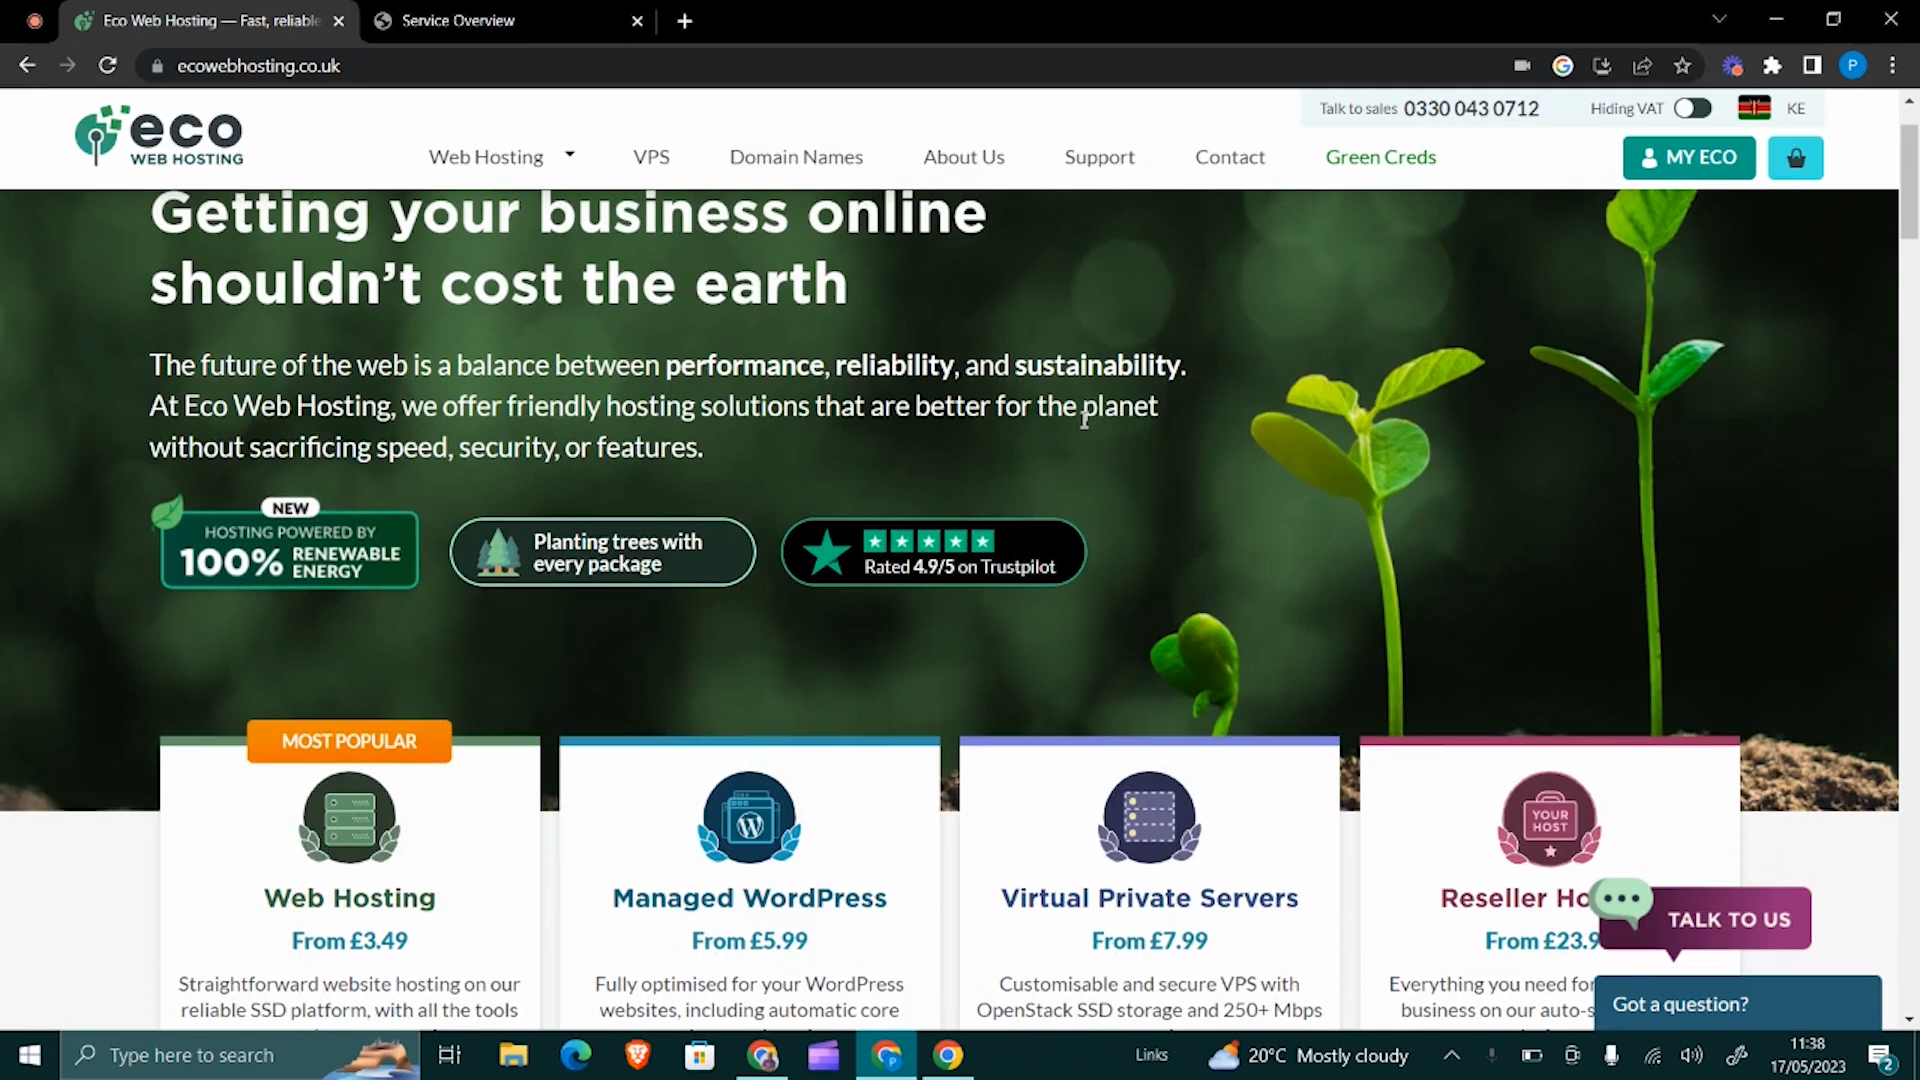 Eco Web Hosting — Fast, reliable
Service Overview
ecowebhosting.co.uk
P
Talk to sales 0330 043 0712
Hiding VAT
KE
eco
WEB HOSTING
Web Hosting
VPS
Domain Names
About Us
Support
Contact
Green Creds
MY ECO
Getting your business online
shouldn't cost the earth
The future of the web is a balance between performance, reliability, and sustainability.
At Eco Web Hosting, we offer friendly hosting solutions that are better for the planet
without sacrificing speed, security, or features.
NEW
HOSTING POWERED BY
100% RENEWABLE
ENERGY
Planting trees with
every package
Rated 4.9/5 on Trustpilot
MOST POPULAR
Web Hosting
From £3.49
Straightforward website hosting on our
reliable SSD platform, with all the tools
Managed WordPress
From £5.99
Fully optimised for your WordPress
websites, including automatic core
Virtual Private Servers
From £7.99
Customisable and secure VPS with
OpenStack SSD storage and 250+ Mbps
YOUR
HOST
Reseller Ho
From £23.9
Everything you need for
business on our auto-s
TALK TO US
Got a question?
Type here to search
Links
20°C Mostly cloudy
11:38
17/05/2023
2